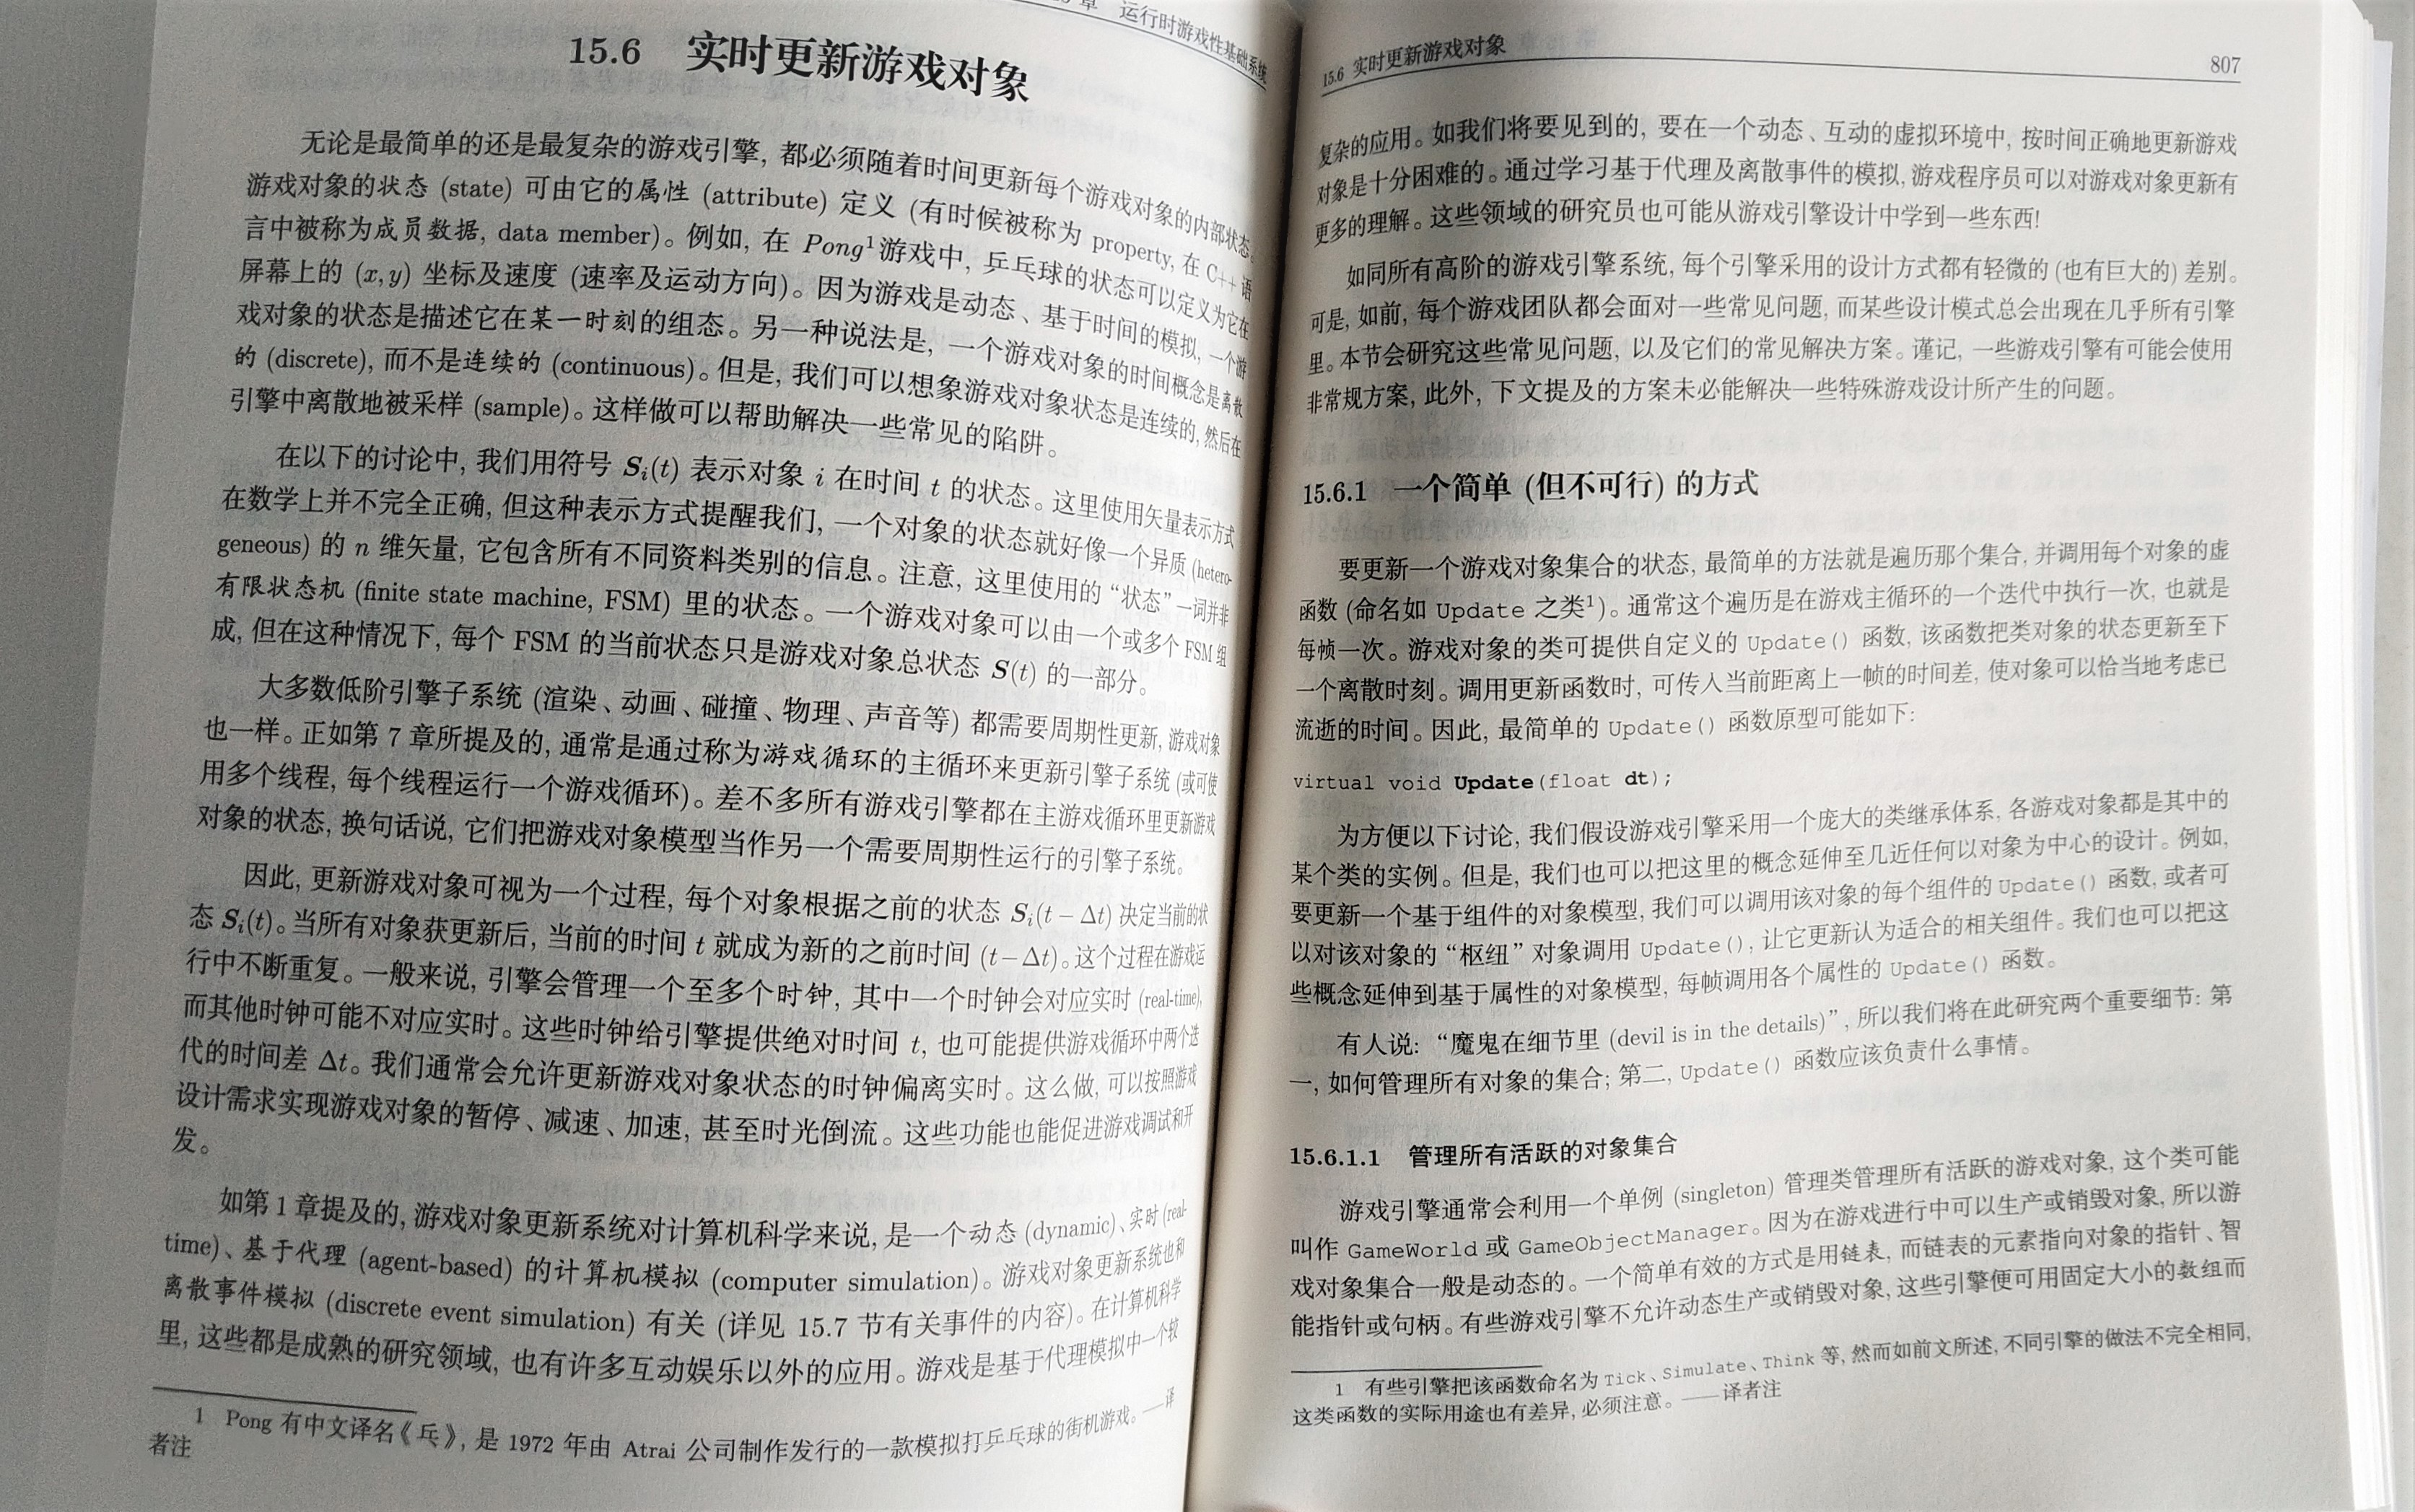 章 运行时游戏性基础系统
15.6 实时更新游戏对象
无论是最简单的还是最复杂的游戏引擎, 都必须随着时间更新每个游戏对象的内部状态。
游戏对象的状态 (state) 可由它的属性 (attribute) 定义 (有时候被称为 property, 在 C++ 语
言中被称为成员数据, data member)。例如, 在 Pong¹游戏中, 乒乓球的状态可以定义为它在
屏幕上的 (x, y) 坐标及速度 (速率及运动方向)。因为游戏是动态、基于时间的模拟, 一个游
戏对象的状态是描述它在某一时刻的组态。另一种说法是, 一个游戏对象的时间概念是离散
的 (discrete), 而不是连续的 (continuous)。但是, 我们可以想象游戏对象状态是连续的, 然后在
引擎中离散地被采样 (sample)。这样做可以帮助解决一些常见的陷阱。
在以下的讨论中, 我们用符号 Sᵢ(t) 表示对象 i 在时间 t 的状态。这里使用矢量表示方式
在数学上并不完全正确, 但这种表示方式提醒我们, 一个对象的状态就好像一个异质 (hetero-
geneous) 的 n 维矢量, 它包含所有不同资料类别的信息。注意, 这里使用的“状态”一词并非
有限状态机 (finite state machine, FSM) 里的状态。一个游戏对象可以由一个或多个 FSM 组
成, 但在这种情况下, 每个 FSM 的当前状态只是游戏对象总状态 S(t) 的一部分。
大多数低阶引擎子系统 (渲染、动画、碰撞、物理、声音等) 都需要周期性更新, 游戏对象
也一样。正如第 7 章所提及的, 通常是通过称为游戏循环的主循环来更新引擎子系统 (或可使
用多个线程, 每个线程运行一个游戏循环)。差不多所有游戏引擎都在主游戏循环里更新游戏
对象的状态, 换句话说, 它们把游戏对象模型当作另一个需要周期性运行的引擎子系统。
因此, 更新游戏对象可视为一个过程, 每个对象根据之前的状态 Sᵢ(t − Δt) 决定当前的状
态 Sᵢ(t)。当所有对象获更新后, 当前的时间 t 就成为新的之前时间 (t−Δt)。这个过程在游戏运
行中不断重复。一般来说, 引擎会管理一个至多个时钟, 其中一个时钟会对应实时 (real-time),
而其他时钟可能不对应实时。这些时钟给引擎提供绝对时间 t, 也可能提供游戏循环中两个迭
代的时间差 Δt。我们通常会允许更新游戏对象状态的时钟偏离实时。这么做, 可以按照游戏
设计需求实现游戏对象的暂停、减速、加速, 甚至时光倒流。这些功能也能促进游戏调试和开
发。
如第 1 章提及的, 游戏对象更新系统对计算机科学来说, 是一个动态 (dynamic)、实时 (real-
time)、基于代理 (agent-based) 的计算机模拟 (computer simulation)。游戏对象更新系统也和
离散事件模拟 (discrete event simulation) 有关 (详见 15.7 节有关事件的内容)。在计算机科学
里, 这些都是成熟的研究领域, 也有许多互动娱乐以外的应用。游戏是基于代理模拟中一个较
1 Pong 有中文译名《乓》, 是 1972 年由 Atrai 公司制作发行的一款模拟打乒乓球的街机游戏。——译
者注
15.6 实时更新游戏对象 807
复杂的应用。如我们将要见到的, 要在一个动态、互动的虚拟环境中, 按时间正确地更新游戏
对象是十分困难的。通过学习基于代理及离散事件的模拟, 游戏程序员可以对游戏对象更新有
更多的理解。这些领域的研究员也可能从游戏引擎设计中学到一些东西!
如同所有高阶的游戏引擎系统, 每个引擎采用的设计方式都有轻微的 (也有巨大的) 差别。
可是, 如前, 每个游戏团队都会面对一些常见问题, 而某些设计模式总会出现在几乎所有引擎
里。本节会研究这些常见问题, 以及它们的常见解决方案。谨记, 一些游戏引擎有可能会使用
非常规方案, 此外, 下文提及的方案未必能解决一些特殊游戏设计所产生的问题。
15.6.1 一个简单 (但不可行) 的方式
要更新一个游戏对象集合的状态, 最简单的方法就是遍历那个集合, 并调用每个对象的虚
函数 (命名如 Update 之类¹)。通常这个遍历是在游戏主循环的一个迭代中执行一次, 也就是
每帧一次。游戏对象的类可提供自定义的 Update() 函数, 该函数把类对象的状态更新至下
一个离散时刻。调用更新函数时, 可传入当前距离上一帧的时间差, 使对象可以恰当地考虑已
流逝的时间。因此, 最简单的 Update() 函数原型可能如下:
virtual void Update(float dt);
为方便以下讨论, 我们假设游戏引擎采用一个庞大的类继承体系, 各游戏对象都是其中的
某个类的实例。但是, 我们也可以把这里的概念延伸至几近任何以对象为中心的设计。例如,
要更新一个基于组件的对象模型, 我们可以调用该对象的每个组件的 Update() 函数, 或者可
以对该对象的“枢纽”对象调用 Update(), 让它更新认为适合的相关组件。我们也可以把这
些概念延伸到基于属性的对象模型, 每帧调用各个属性的 Update() 函数。
有人说: “魔鬼在细节里 (devil is in the details)”, 所以我们将在此研究两个重要细节: 第
一, 如何管理所有对象的集合; 第二, Update() 函数应该负责什么事情。
15.6.1.1 管理所有活跃的对象集合
游戏引擎通常会利用一个单例 (singleton) 管理类管理所有活跃的游戏对象, 这个类可能
叫作 GameWorld 或 GameObjectManager。因为在游戏进行中可以生产或销毁对象, 所以游
戏对象集合一般是动态的。一个简单有效的方式是用链表, 而链表的元素指向对象的指针、智
能指针或句柄。有些游戏引擎不允许动态生产或销毁对象, 这些引擎便可用固定大小的数组而
1 有些引擎把该函数命名为 Tick、Simulate、Think 等, 然而如前文所述, 不同引擎的做法不完全相同,
这类函数的实际用途也有差异, 必须注意。——译者注